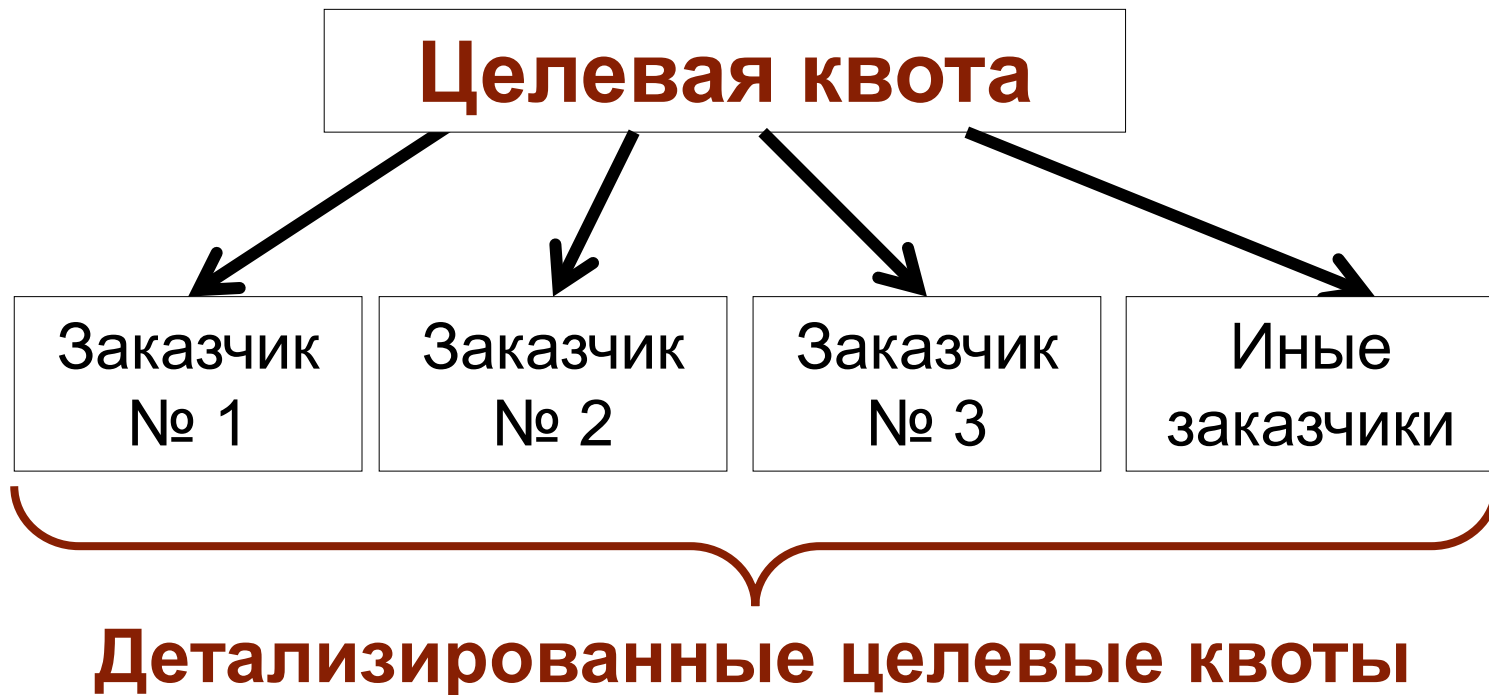 Целевая квота
Заказчик
№ 1
Заказчик
№ 2
Заказчик
№ 3
Иные
заказчики
Детализированные целевые квоты